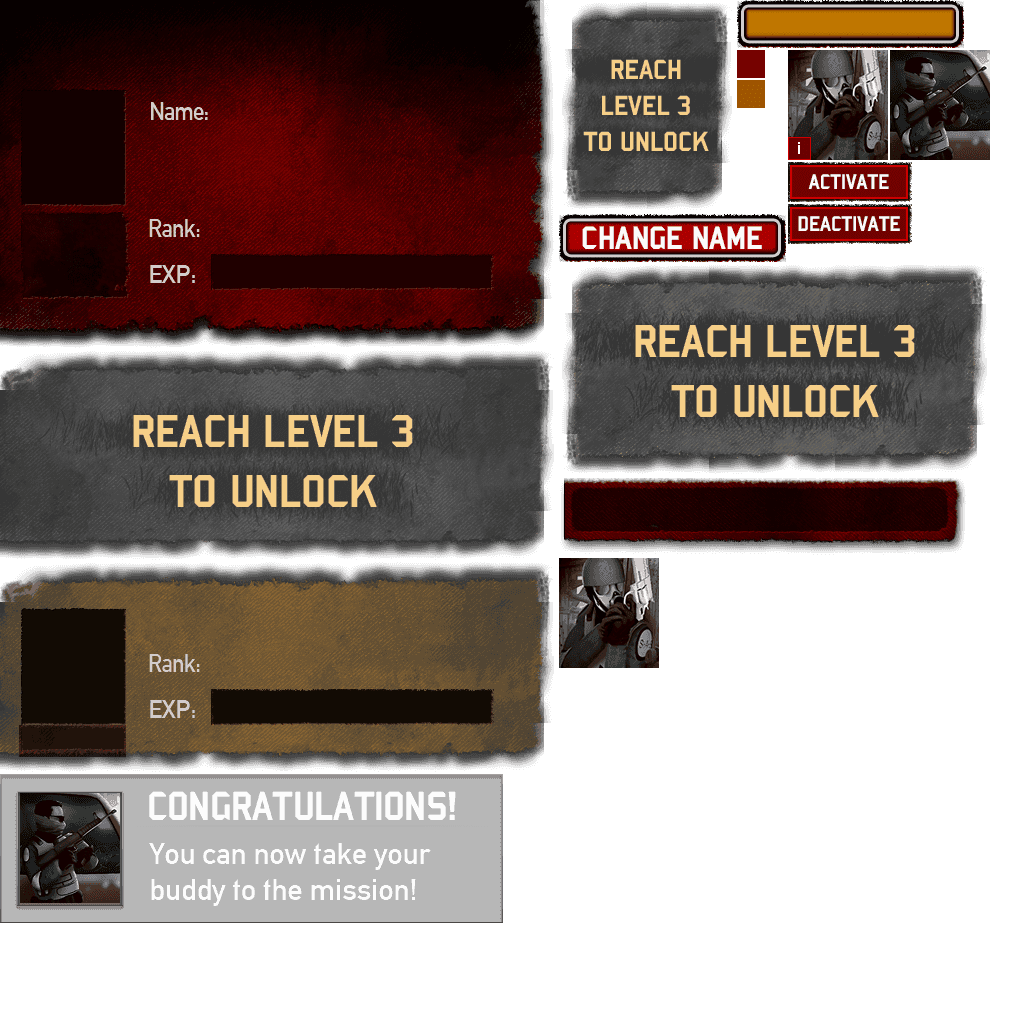 Name:
Rank:
EXP:
REACH
LEVEL 3
TO UNLOCK
i
ACTIVATE
DEACTIVATE
CHANGE NAME
REACH LEVEL 3
TO UNLOCK
REACH LEVEL 3
TO UNLOCK
Rank:
EXP:
CONGRATULATIONS!
You can now take your
buddy to the mission!